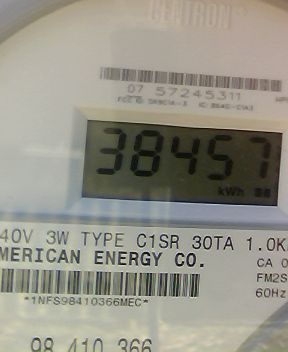 CENTRON
07 57245311
38457
kWh
40V 3W TYPE C1SR 30TA 1.0K
MERICAN ENERGY CO.
CA 0
FM2S
60Hz
*1NFS98410366MEC*
98 410 366